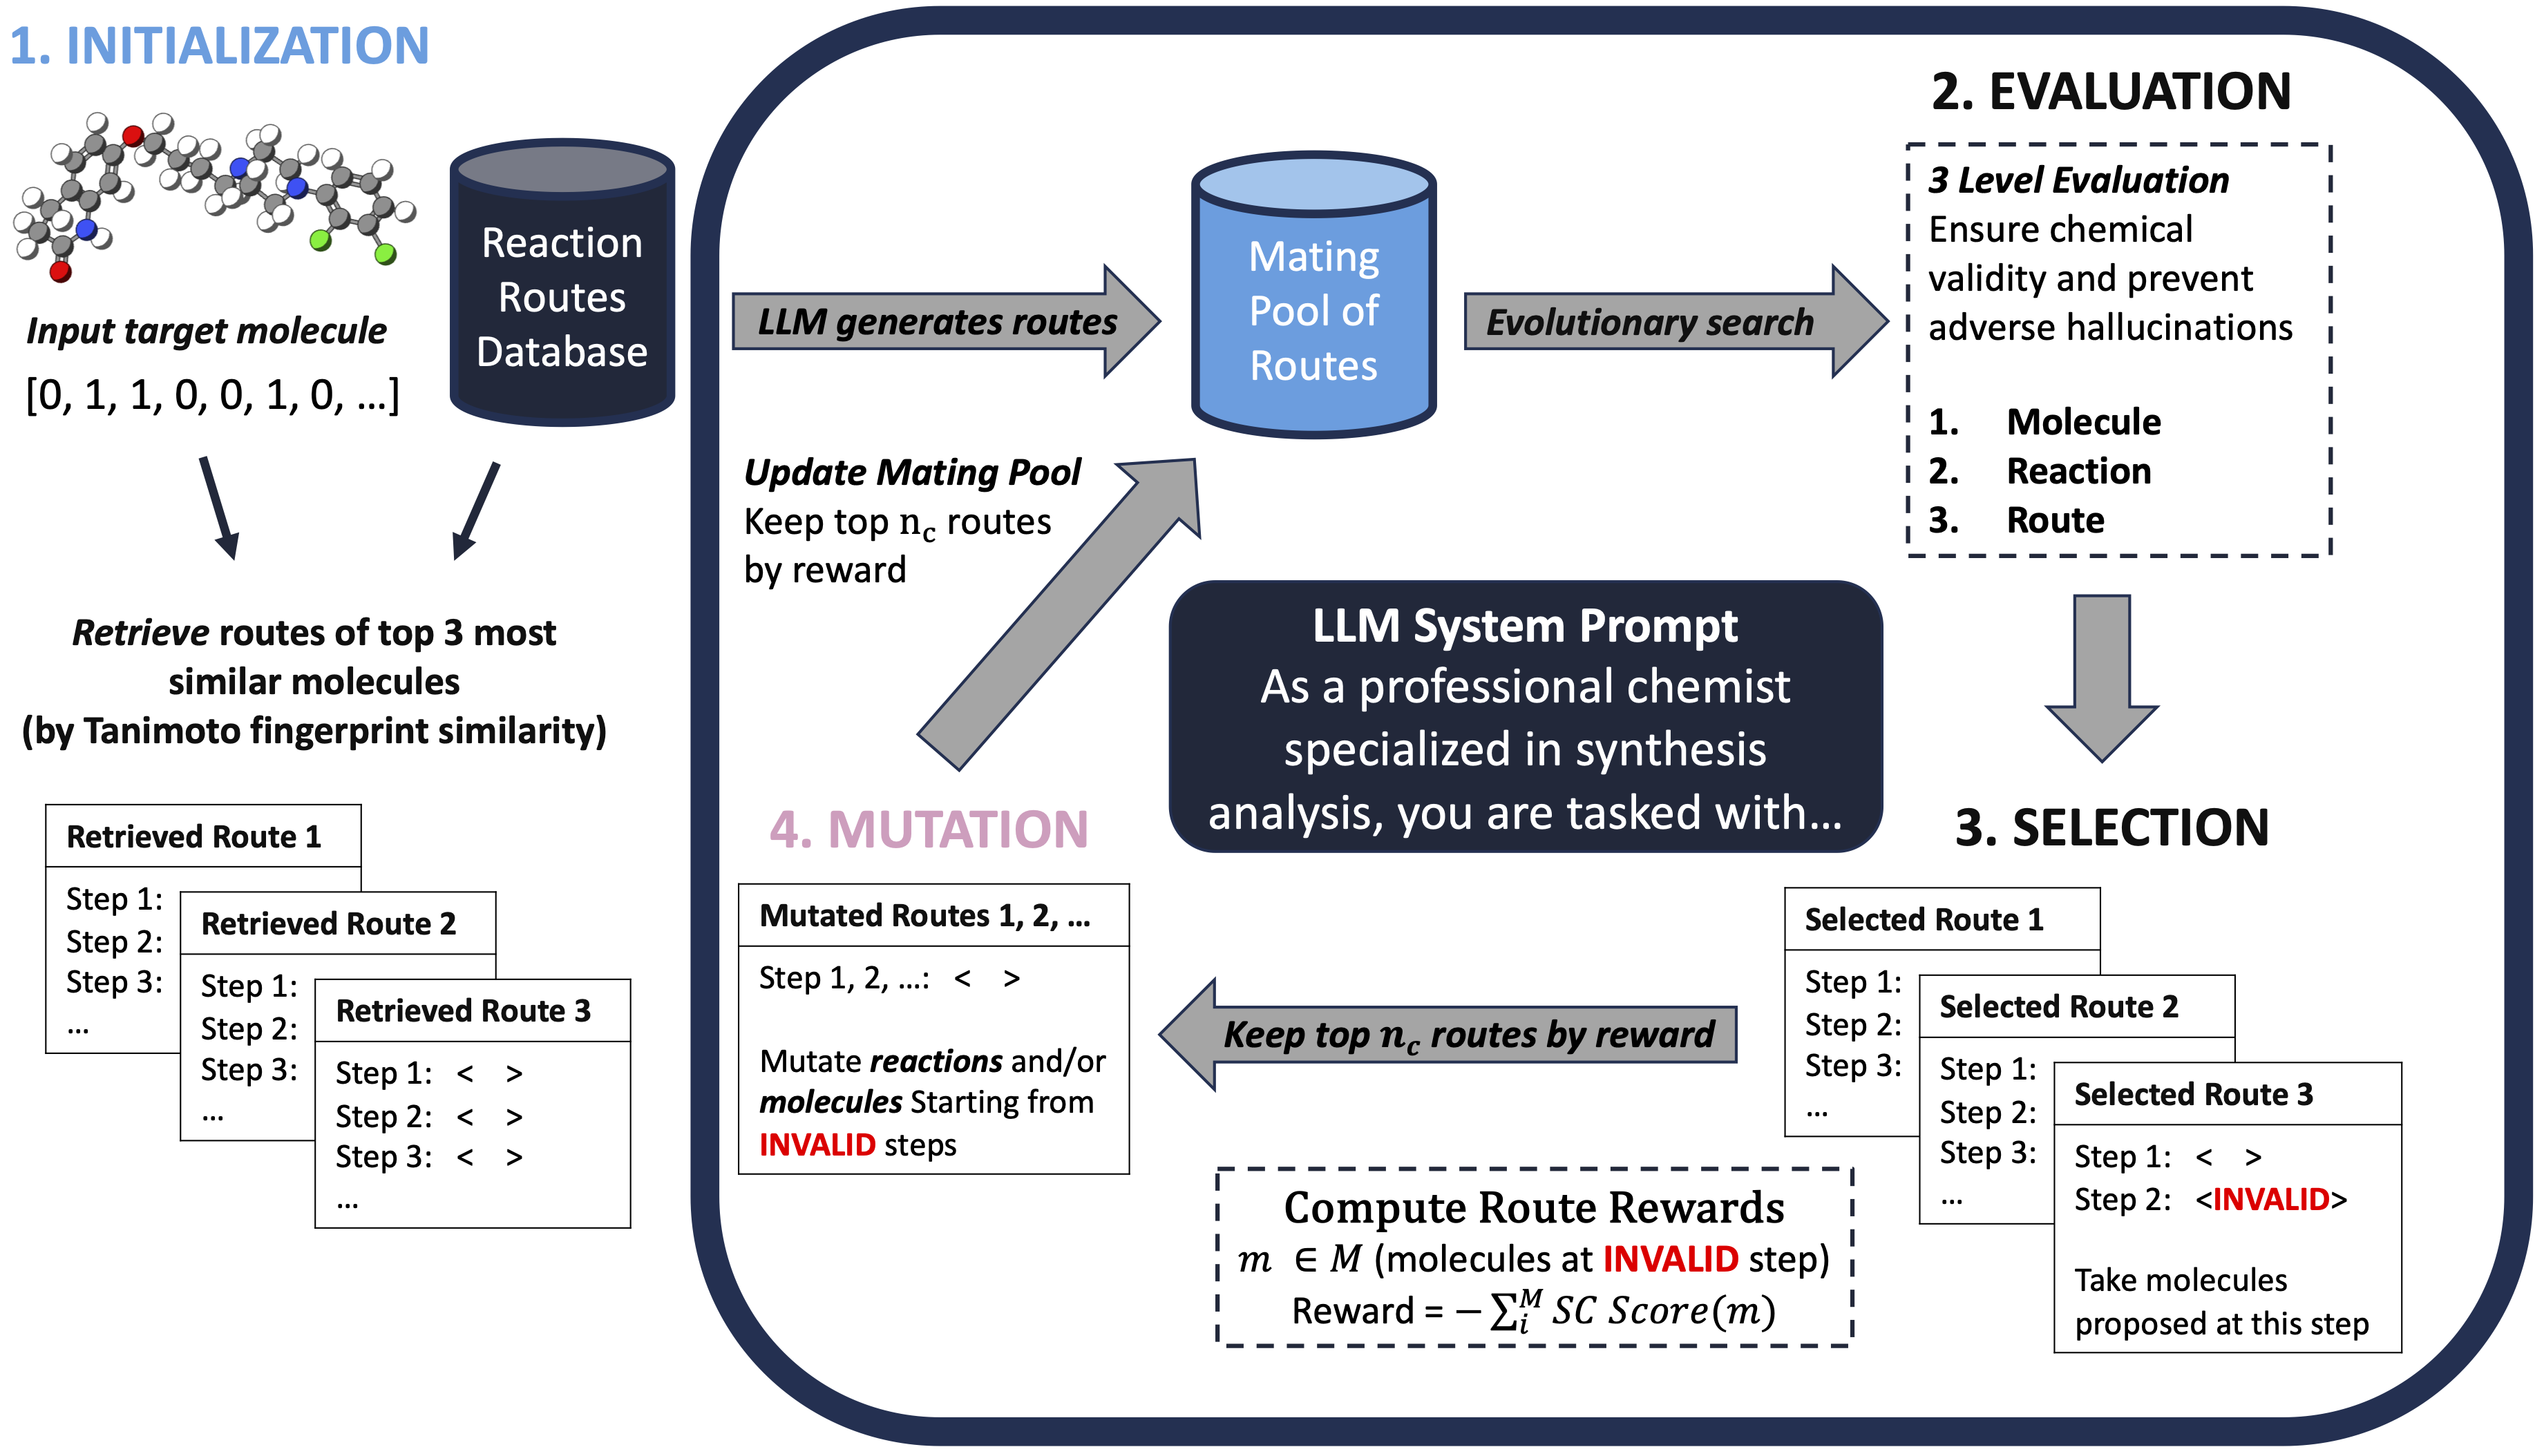 1. INITIALIZATION
Input target molecule
[0, 1, 1, 0, 0, 1, 0, ...]
Reaction
Routes
Database
Retrieve routes of top 3 most
similar molecules
(by Tanimoto fingerprint similarity)
Retrieved Route 1
Step 1:
Step 2:
Step 3:
...
Retrieved Route 2
Step 1:
Step 2:
Step 3:
...
Retrieved Route 3
Step 1: < >
Step 2: < >
Step 3: < >
...
LLM generates routes
Mating
Pool of
Routes
Evolutionary search
2. EVALUATION
3 Level Evaluation
Ensure chemical
validity and prevent
adverse hallucinations
1. Molecule
2. Reaction
3. Route
Update Mating Pool
Keep top n_c routes
by reward
LLM System Prompt
As a professional chemist
specialized in synthesis
analysis, you are tasked with...
3. SELECTION
Selected Route 1
Step 1:
Step 2:
Step 3:
...
Selected Route 2
Step 1:
Step 2:
Step 3:
...
Selected Route 3
Step 1: < >
Step 2: <INVALID>
Take molecules
proposed at this step
Keep top n_c routes by reward
Compute Route Rewards
m ∈ M (molecules at INVALID step)
Reward = − ∑_i^M SC Score(m)
4. MUTATION
Mutated Routes 1, 2, ...
Step 1, 2, ...: < >
Mutate reactions and/or
molecules Starting from
INVALID steps